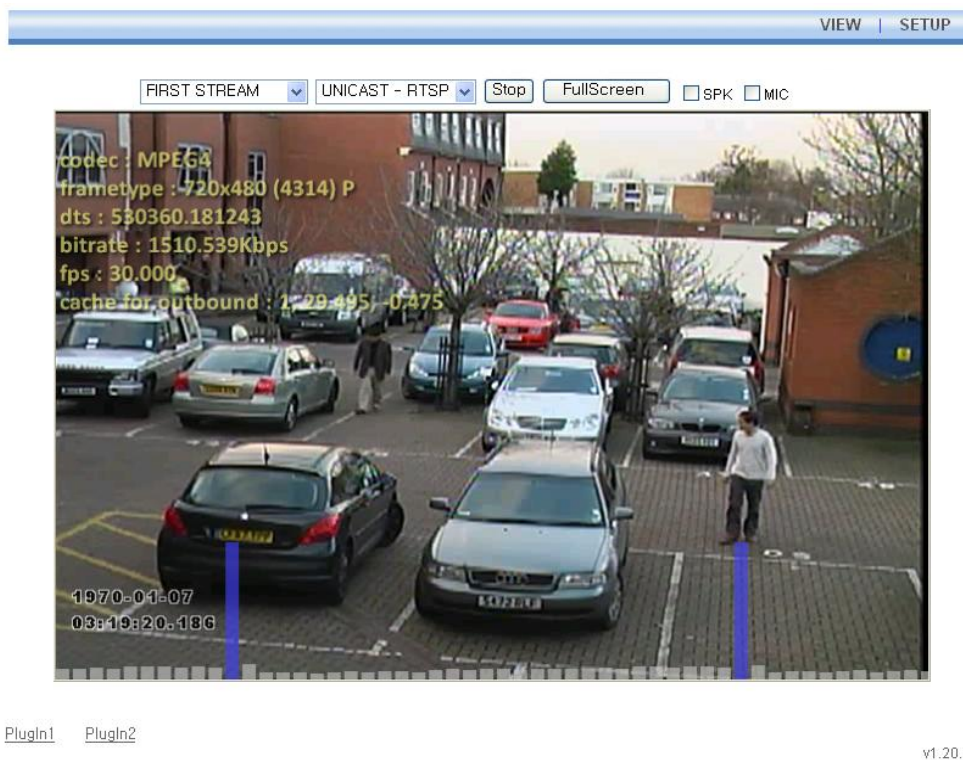 VIEW | SETUP
FIRST STREAM UNICAST - RTSP Stop FullScreen SPK MIC
codec : MPEG4
frametype : 720x480 (4314) P
dts : 530360.181243
bitrate : 1510.539Kbps
fps : 30.000
cache for outbound : 1, 29.495, -0.475
1970-01-07
03:19:20.186
PlugIn1 PlugIn2
v1.20.